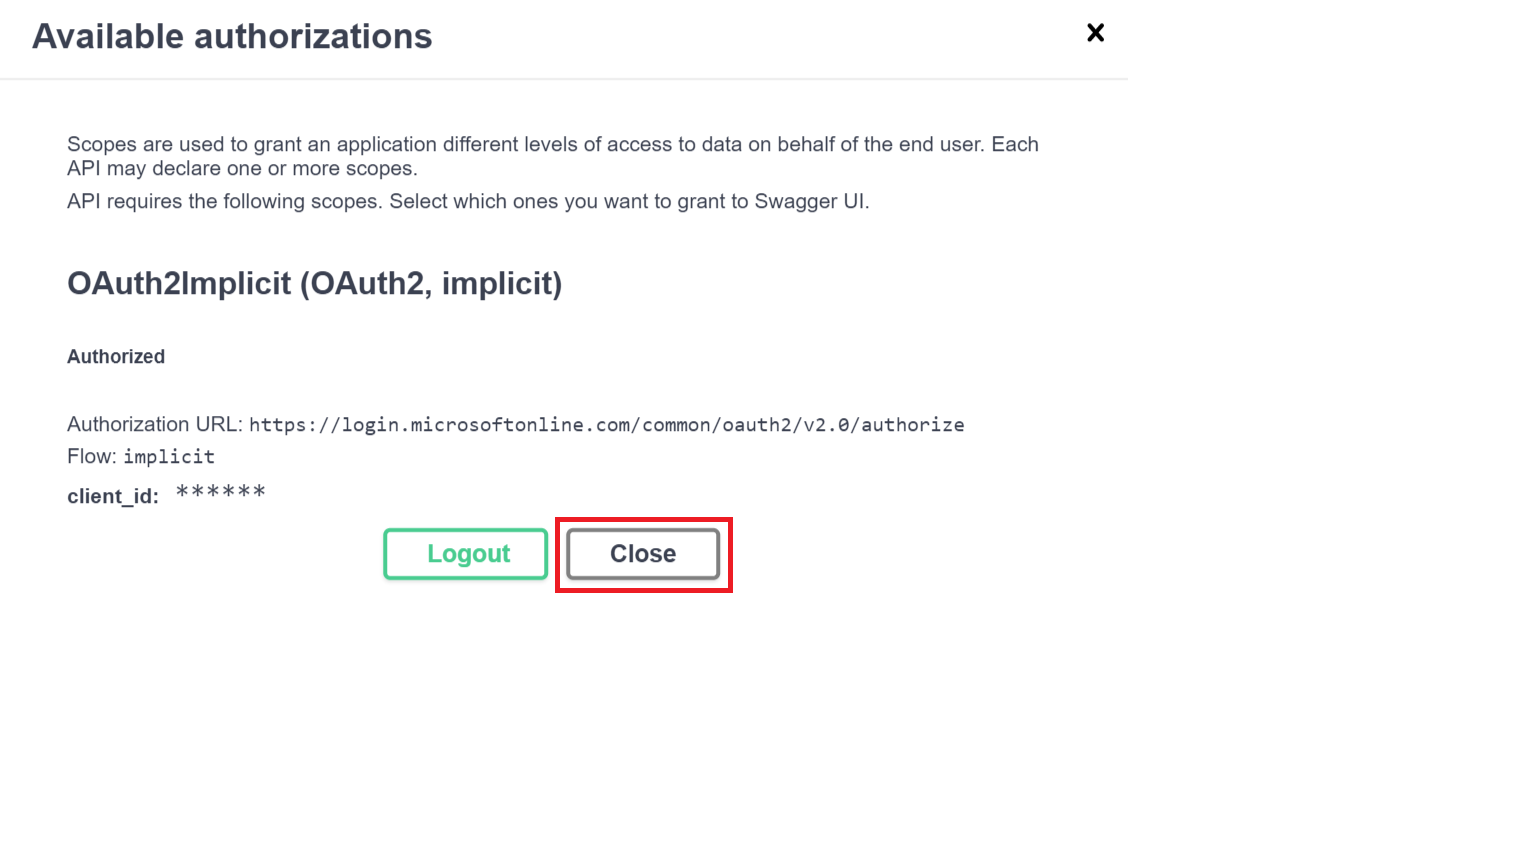 Available authorizations
Scopes are used to grant an application different levels of access to data on behalf of the end user. Each
API may declare one or more scopes.
API requires the following scopes. Select which ones you want to grant to Swagger UI.
OAuth2Implicit (OAuth2, implicit)
Authorized
Authorization URL: https://login.microsoftonline.com/common/oauth2/v2.0/authorize
Flow: implicit
client_id: ******
Logout Close